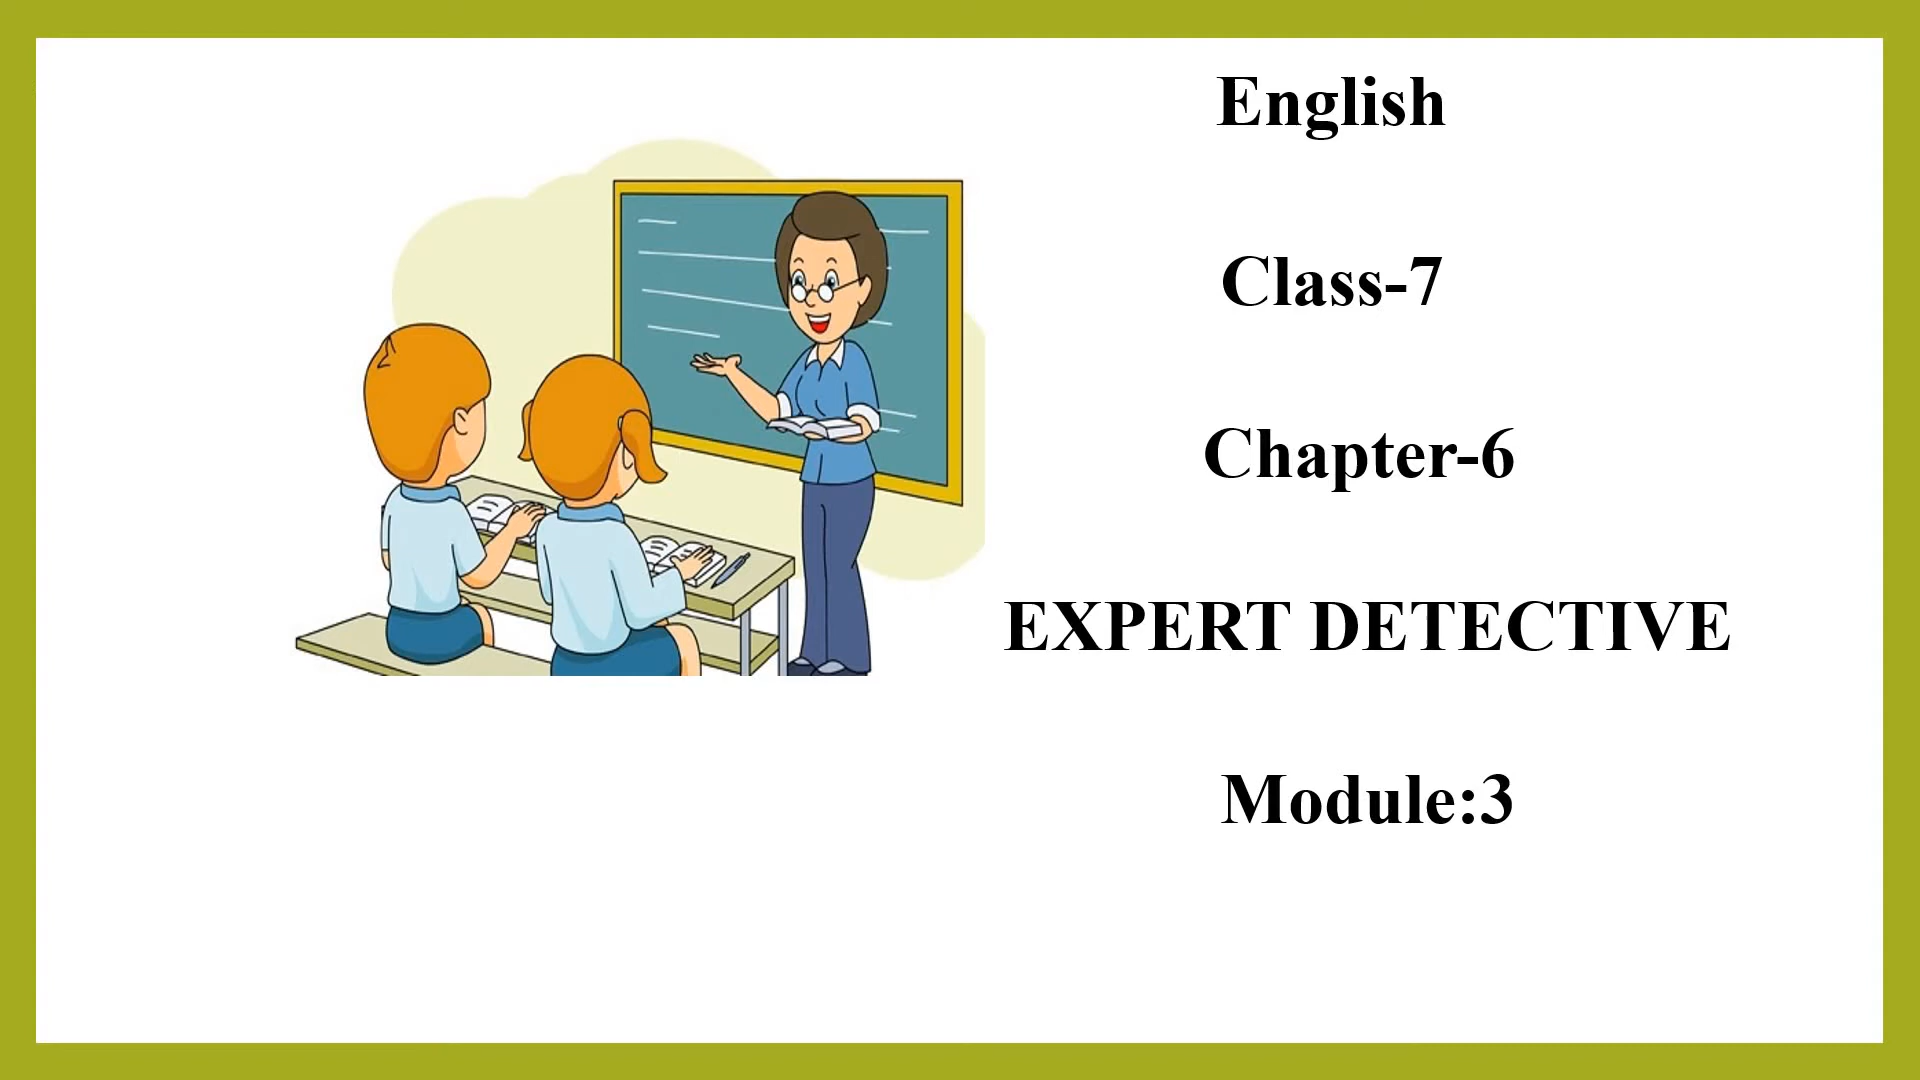 English
Class-7
Chapter-6
EXPERT DETECTIVE
Module:3